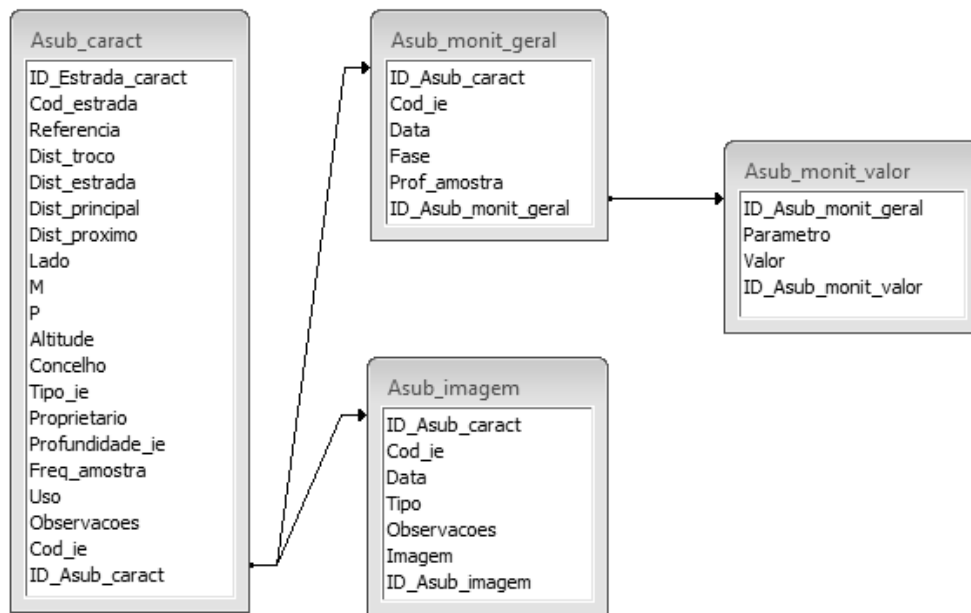 Asub_caract
ID_Estrada_caract
Cod_estrada
Referência
Dist_troco
Dist_estrada
Dist_principal
Dist_proximo
Lado
M
P
Altitude
Concelho
Tipo_ie
Proprietario
Profundidade_ie
Freq_amostra
Uso
Observacoes
Cod_ie
ID_Asub_caract
Asub_monit_geral
ID_Asub_caract
Cod_ie
Data
Fase
Prof_amostra
ID_Asub_monit_geral
Asub_monit_valor
ID_Asub_monit_geral
Parametro
Valor
ID_Asub_monit_valor
Asub_imagem
ID_Asub_caract
Cod_ie
Data
Tipo
Observacoes
Imagem
ID_Asub_imagem